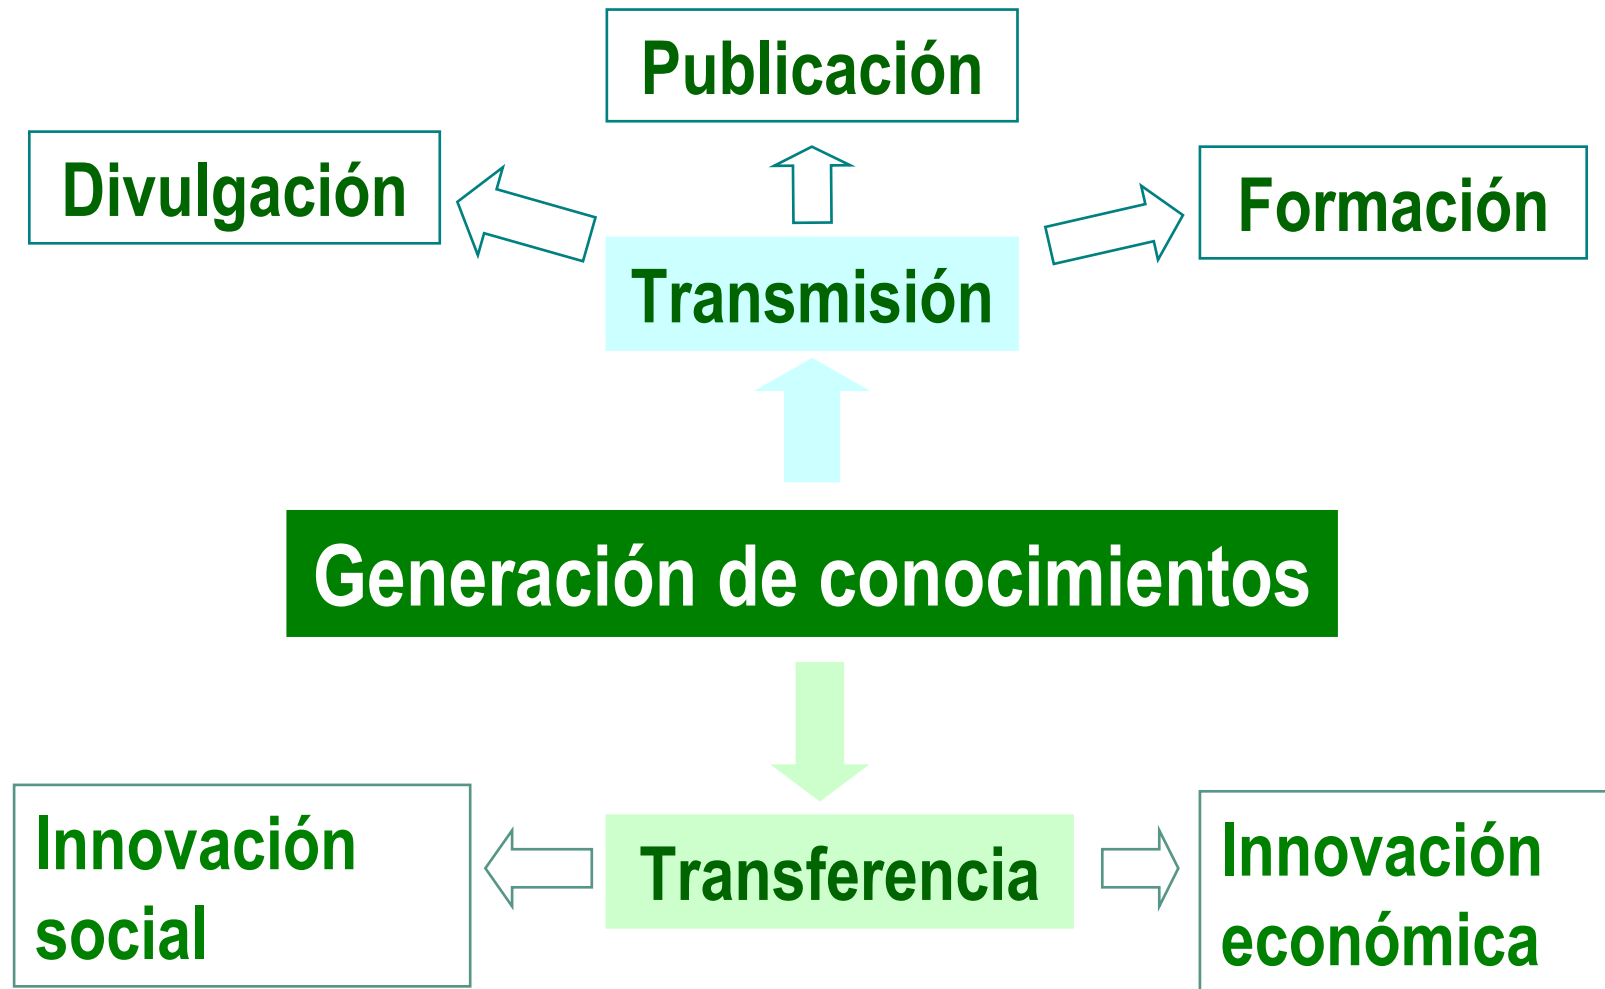 Publicación
Divulgación
Formación
Transmisión
Generación de conocimientos
Innovación
social
Transferencia
Innovación
económica